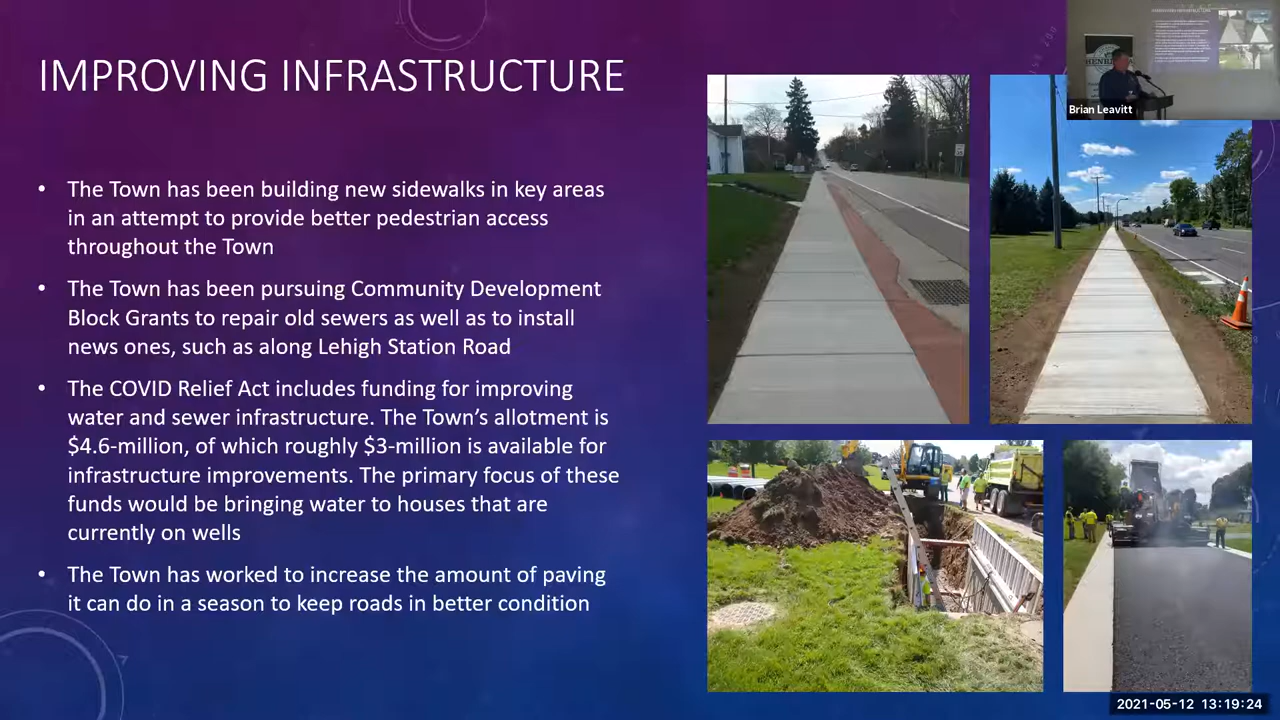 IMPROVING INFRASTRUCTURE
• The Town has been building new sidewalks in key areas
in an attempt to provide better pedestrian access
throughout the Town
• The Town has been pursuing Community Development
Block Grants to repair old sewers as well as to install
news ones, such as along Lehigh Station Road
• The COVID Relief Act includes funding for improving
water and sewer infrastructure. The Town’s allotment is
$4.6-million, of which roughly $3-million is available for
infrastructure improvements. The primary focus of these
funds would be bringing water to houses that are
currently on wells
• The Town has worked to increase the amount of paving
it can do in a season to keep roads in better condition
Brian Leavitt
2021-05-12 13:19:24